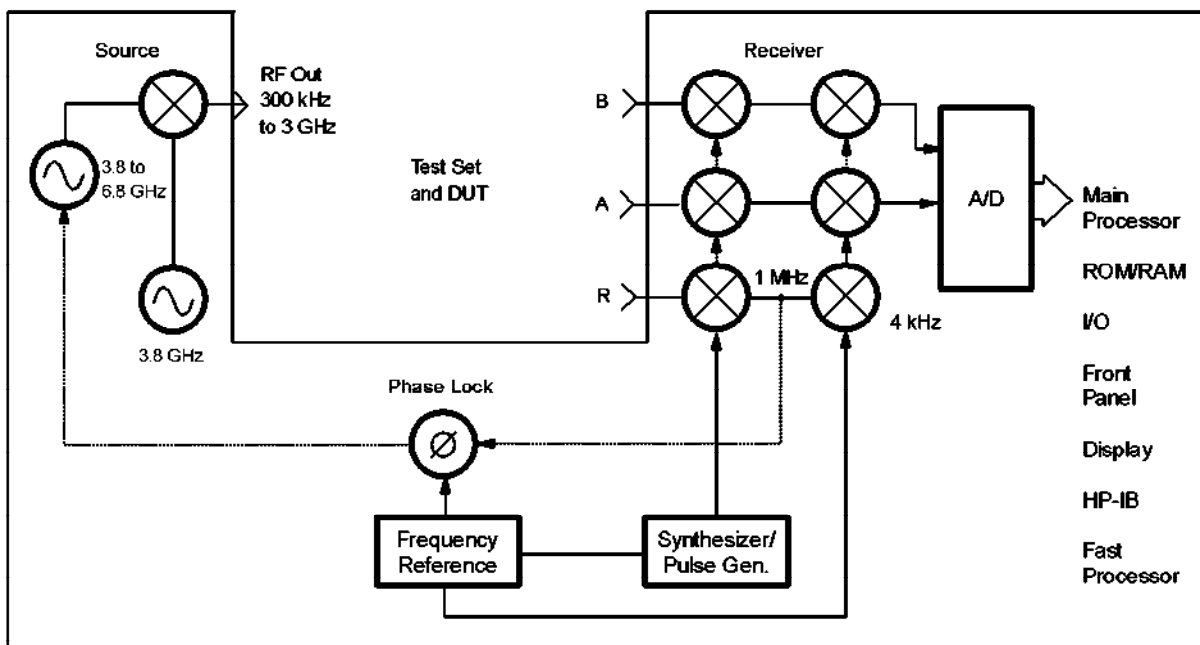 Source
RF Out
300 kHz
to 3 GHz
3.8 to
6.8 GHz
3.8 GHz
Test Set
and DUT
Receiver
B
A
R
1 MHz
4 kHz
A/D
Main
Processor
ROM/RAM
I/O
Front
Panel
Display
HP-IB
Fast
Processor
Phase Lock
Ø
Frequency
Reference
Synthesizer/
Pulse Gen.